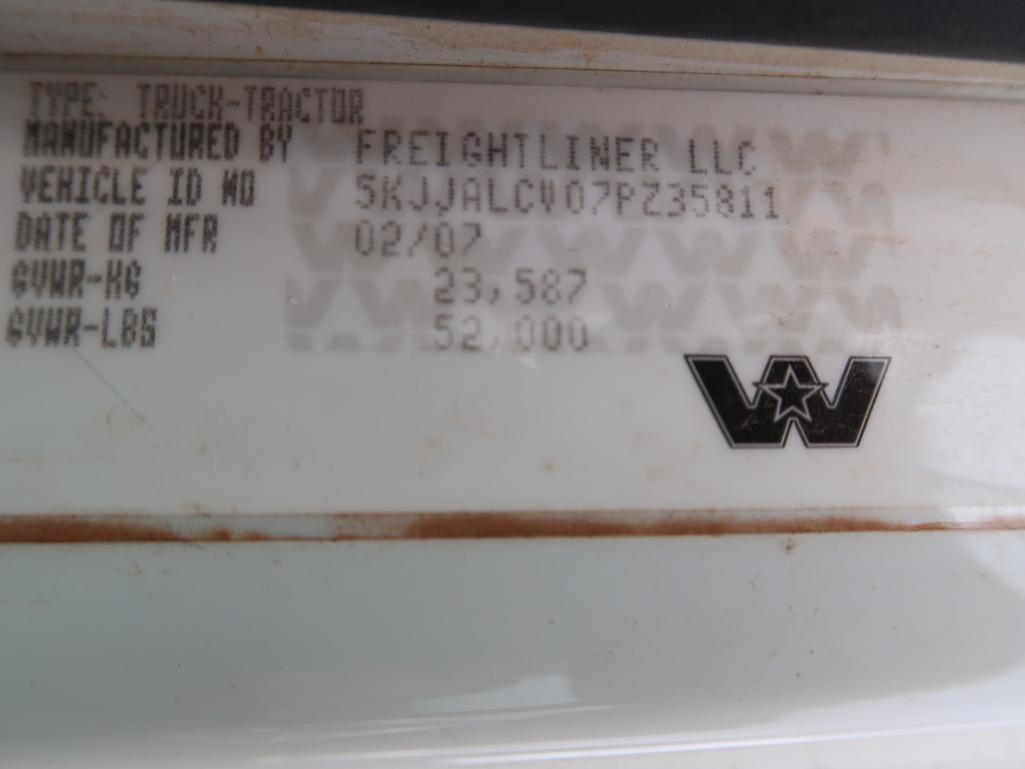 TYPE: TRUCK-TRACTOR
MANUFACTURED BY FREIGHTLINER LLC
VEHICLE ID NO 5KJJALCV07PZ35811
DATE OF MFR 02/07
GVWR-KG 23,587
GVWR-LBS 52,000